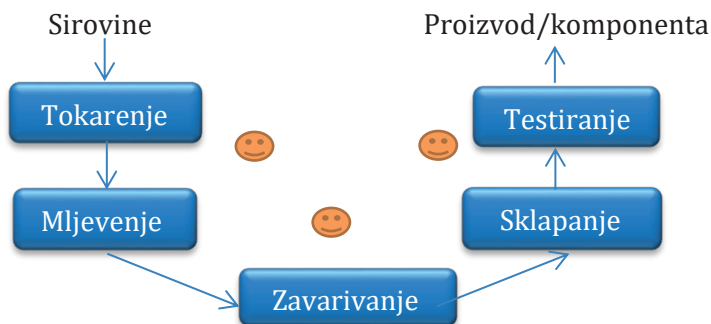 Sirovine
Proizvod/komponenta
Tokarenje
Testiranje
Mljevenje
Sklapanje
Zavarivanje